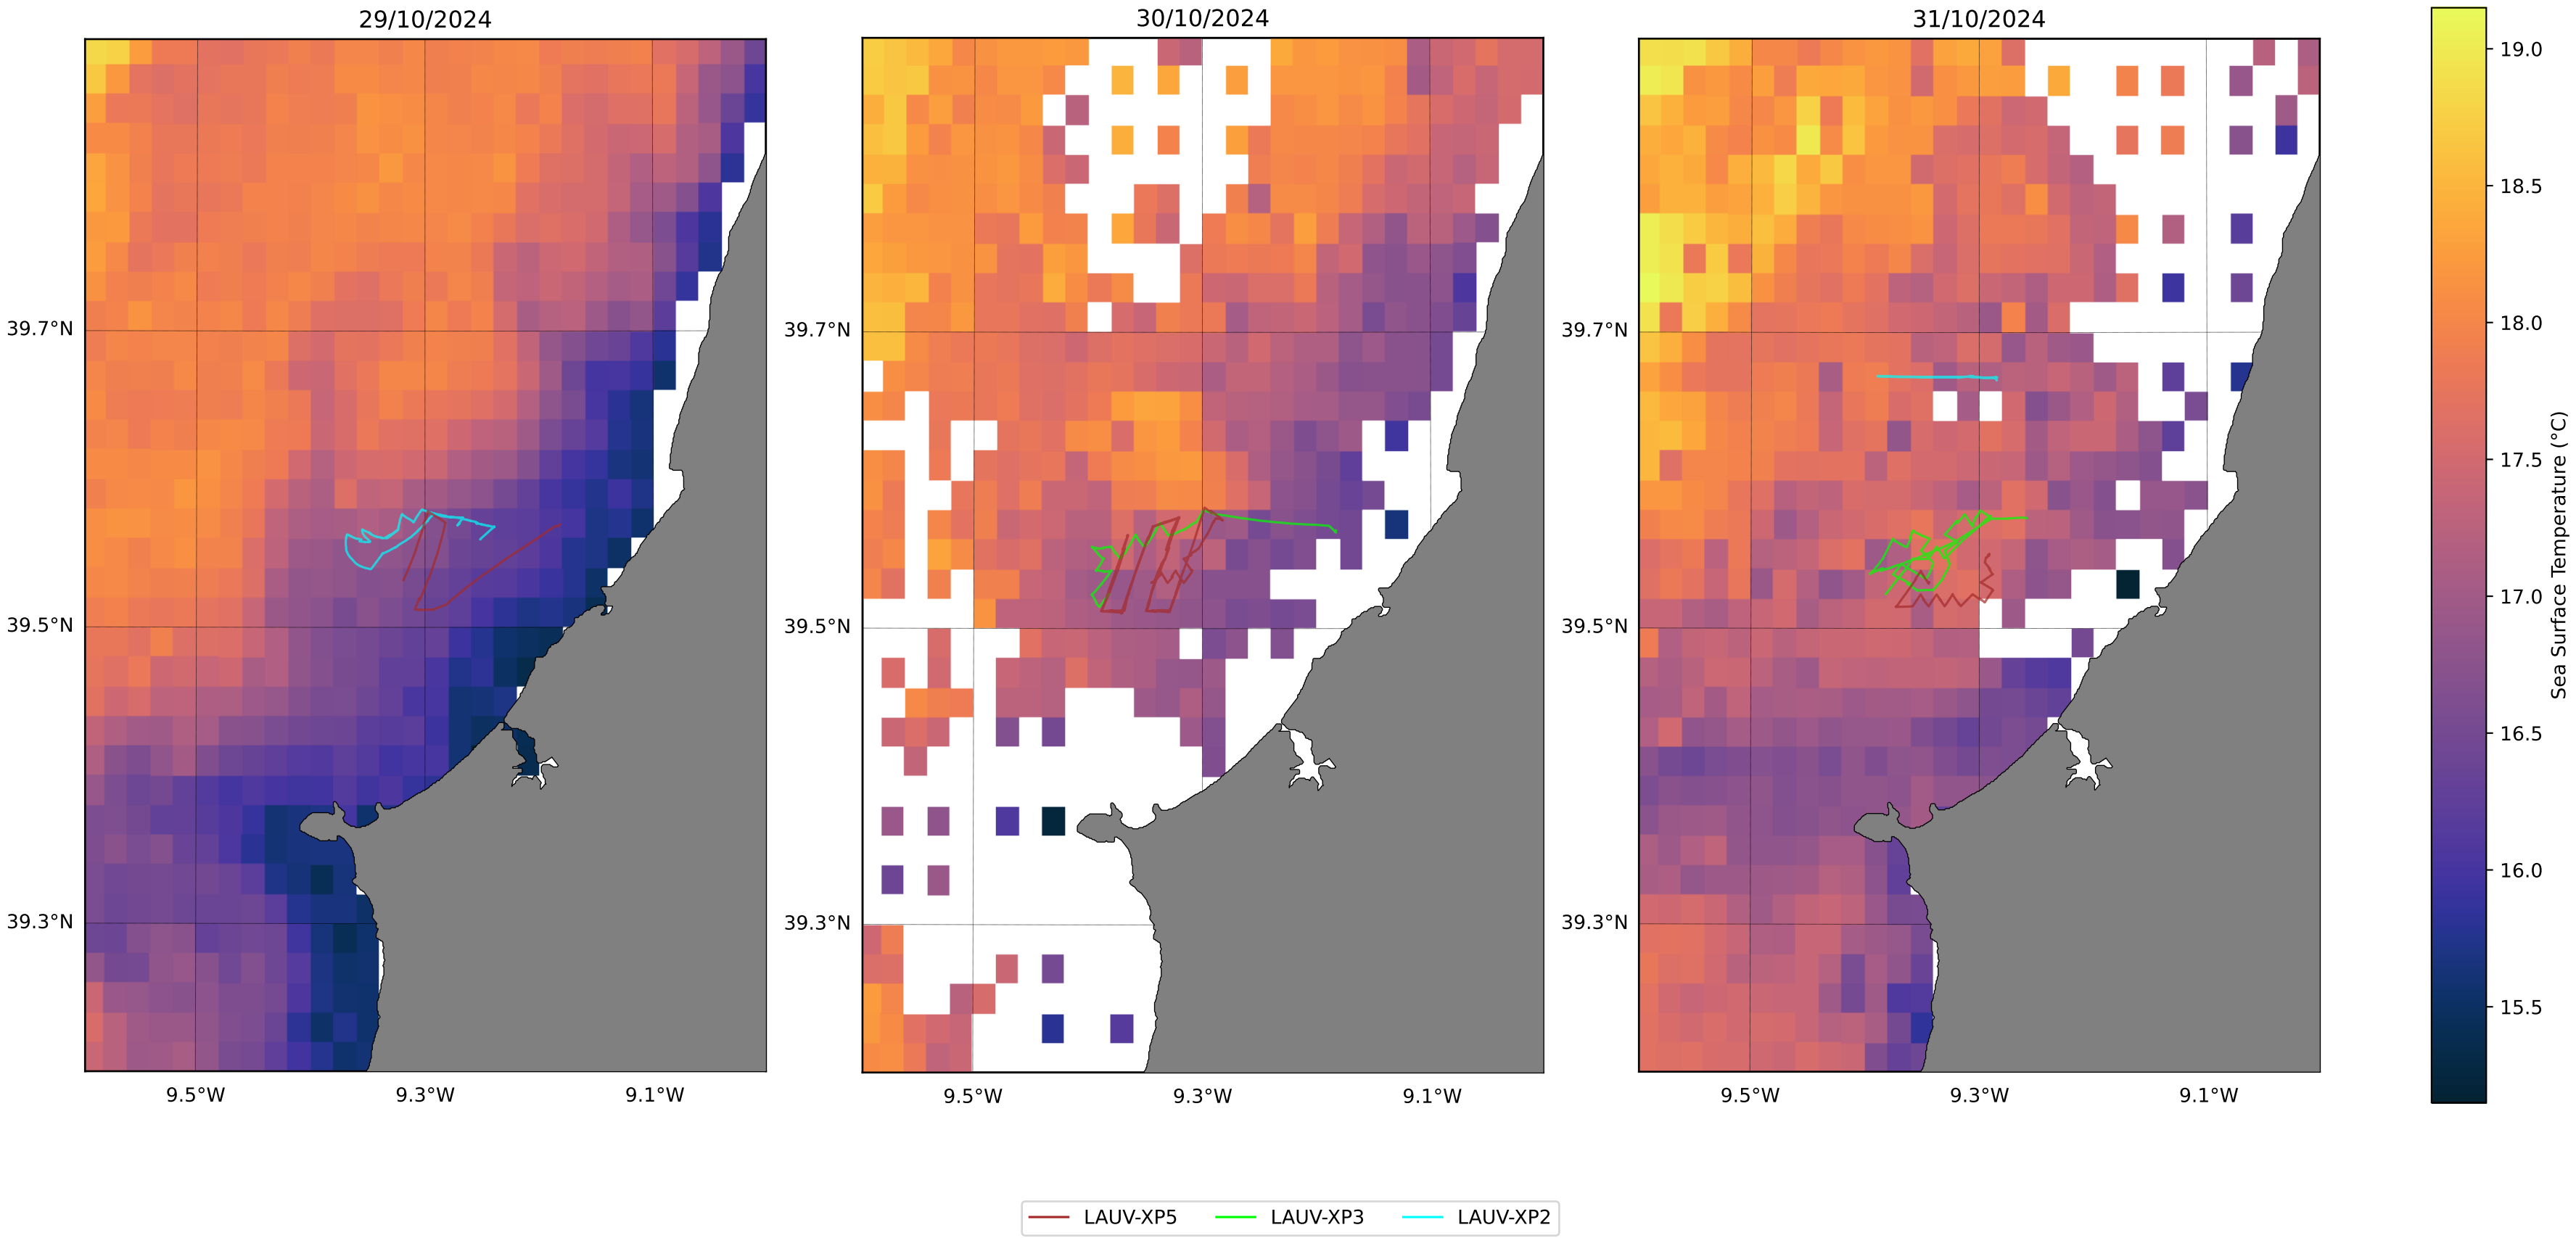 29/10/2024
30/10/2024
31/10/2024
39.7°N
39.5°N
39.3°N
9.5°W
9.3°W
9.1°W
39.7°N
39.5°N
39.3°N
9.5°W
9.3°W
9.1°W
39.7°N
39.5°N
39.3°N
9.5°W
9.3°W
9.1°W
19.0
18.5
18.0
17.5
17.0
16.5
16.0
15.5
Sea Surface Temperature (°C)
LAUV-XP5
LAUV-XP3
LAUV-XP2